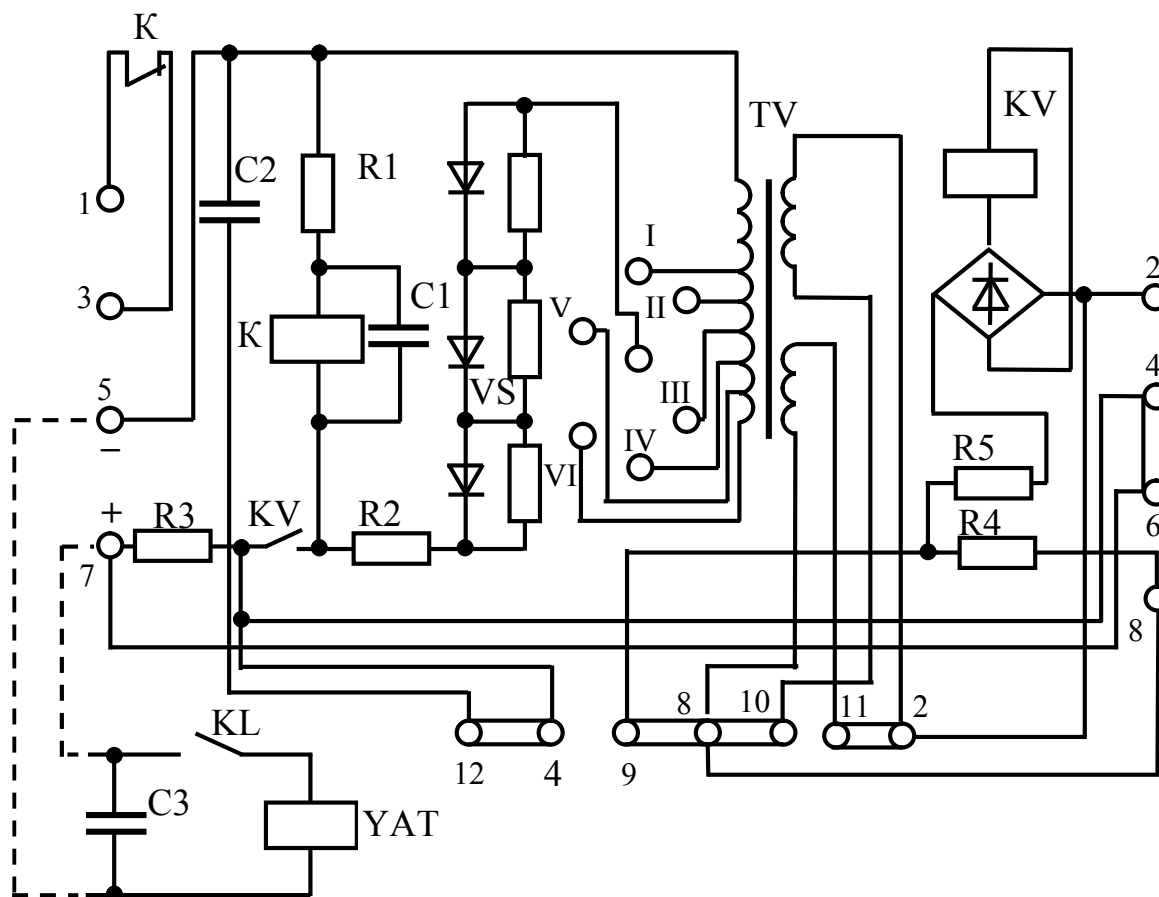 К
TV
KV
C2
R1
1
I
2
V
II
C1
3
К
VS
III
4
5
−
IV
VI
R5
+
R3
KV
R2
R4
6
7
8
KL
8
10
11
2
12
4
9
C3
YAT